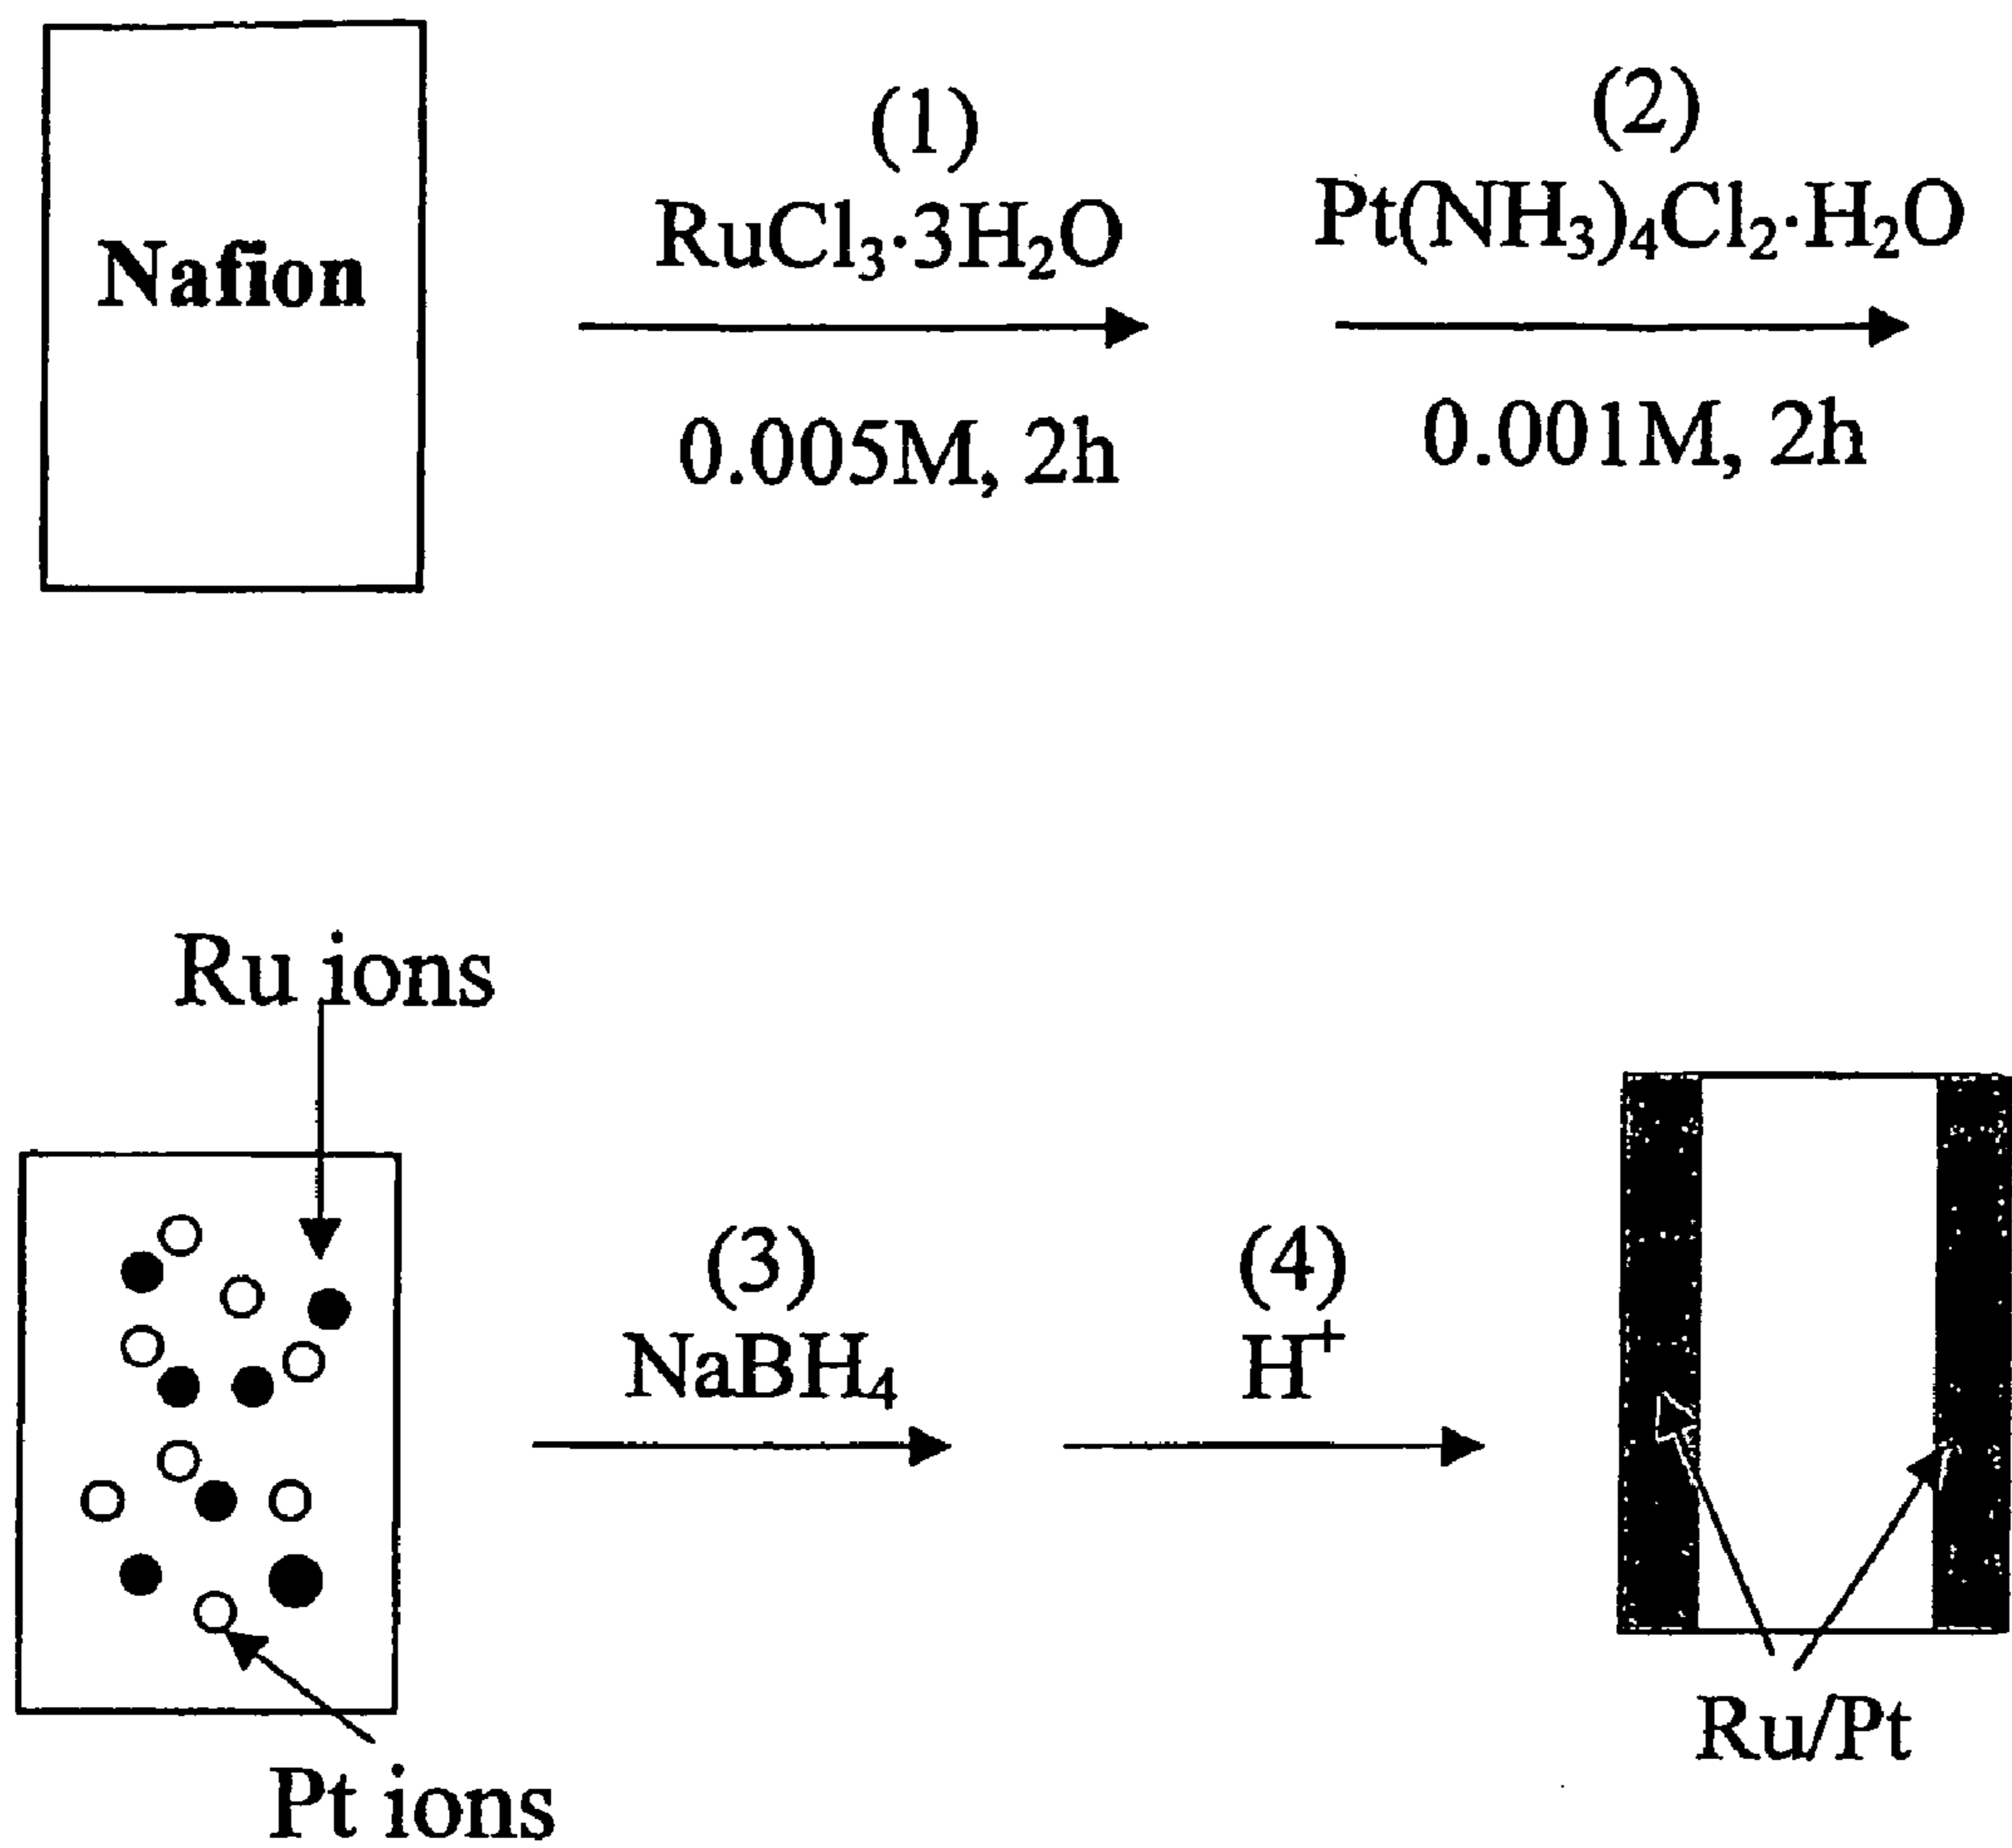 Nafion
(1)
RuCl₃·3H₂O
0.005M, 2h
(2)
Pt(NH₃)₄Cl₂·H₂O
0.001M, 2h
Ru ions
Pt ions
(3)
NaBH₄
(4)
H⁺
Ru/Pt